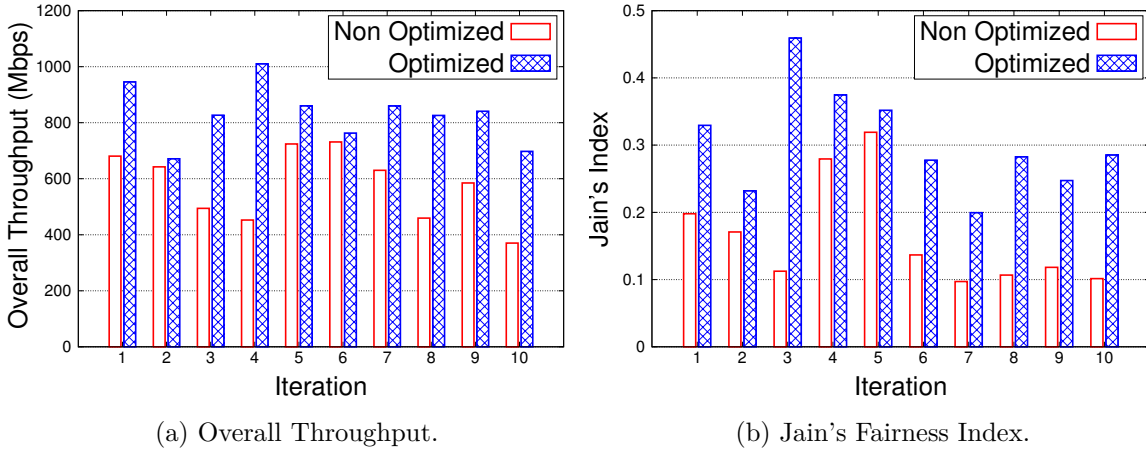 Overall Throughput (Mbps)
1200
1000
800
600
400
200
0
Non Optimized
Optimized
1 2 3 4 5 6 7 8 9 10
Iteration
(a) Overall Throughput.
Jain's Index
0.5
0.4
0.3
0.2
0.1
0
Non Optimized
Optimized
1 2 3 4 5 6 7 8 9 10
Iteration
(b) Jain's Fairness Index.